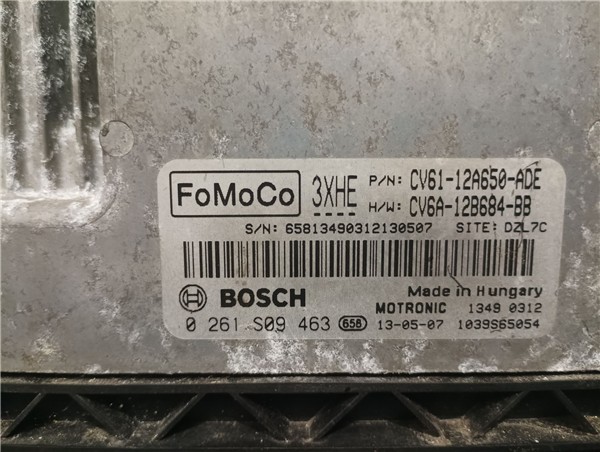 FoMoCo 3XHE P/N: CV61-12A650-ADE
H/W: CV6A-12B684-BB
S/N: 65813490312130507 SITE: DZL7C
BOSCH Made in Hungary
MOTRONIC 1349 0312
0 261 S09 463 658 13-05-07 1039S65054